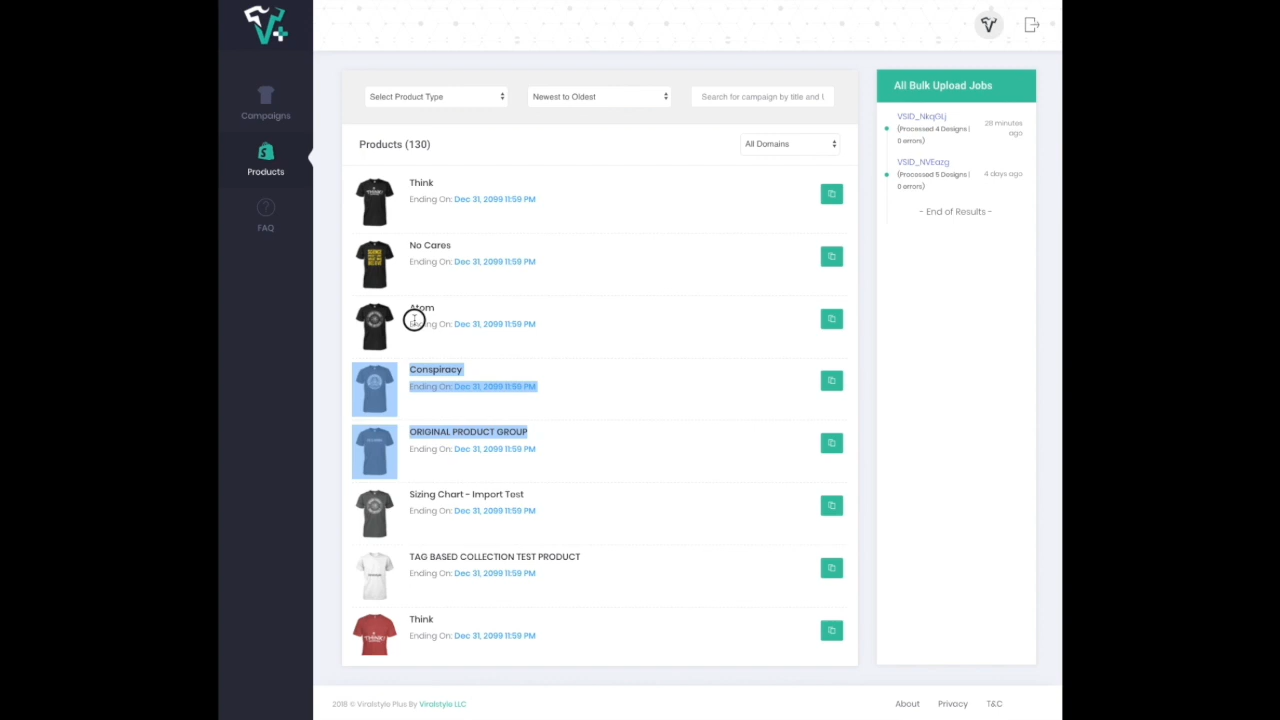 Campaigns
Products
FAQ
Select Product Type
Newest to Oldest
Search for campaign by title and U
Products (130)
All Domains
Think
Ending On: Dec 31, 2099 11:59 PM
No Cares
Ending On: Dec 31, 2099 11:59 PM
Atom
Ending On: Dec 31, 2099 11:59 PM
Conspiracy
Ending On: Dec 31, 2099 11:59 PM
ORIGINAL PRODUCT GROUP
Ending On: Dec 31, 2099 11:59 PM
Sizing Chart - Import Test
Ending On: Dec 31, 2099 11:59 PM
TAG BASED COLLECTION TEST PRODUCT
Ending On: Dec 31, 2099 11:59 PM
Think
Ending On: Dec 31, 2099 11:59 PM
All Bulk Upload Jobs
VSID_NkqGLj
(Processed 4 Designs |
0 errors)
28 minutes
ago
VSID_NVEazg
(Processed 5 Designs |
0 errors)
4 days ago
- End of Results -
2018 © Viralstyle Plus By Viralstyle LLC
About
Privacy
T&C